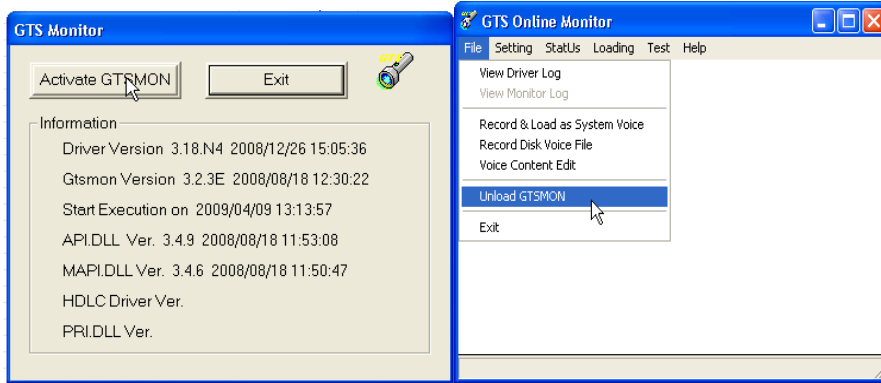 GTS Monitor
Activate GTSMON
Exit
Information
Driver Version 3.18.N4 2008/12/26 15:05:36
Gtsmon Version 3.2.3E 2008/08/18 12:30:22
Start Execution on 2009/04/09 13:13:57
API.DLL Ver. 3.4.9 2008/08/18 11:53:08
MAPI.DLL Ver. 3.4.6 2008/08/18 11:50:47
HDLC Driver Ver.
PRI.DLL Ver.
GTS Online Monitor
File Setting StatUs Loading Test Help
View Driver Log
View Monitor Log
Record & Load as System Voice
Record Disk Voice File
Voice Content Edit
Unload GTSMON
Exit